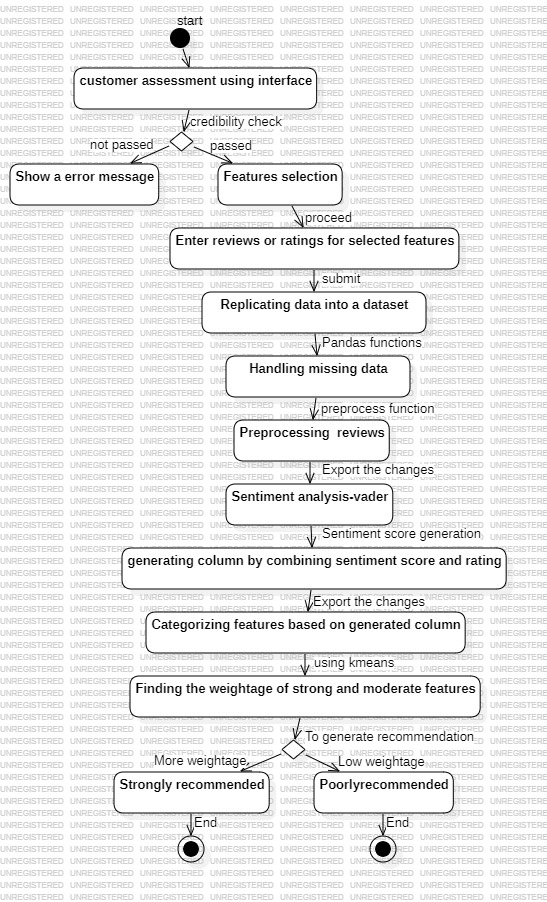 start
customer assessment using interface
credibility check
not passed
passed
Show a error message
Features selection
proceed
Enter reviews or ratings for selected features
submit
Replicating data into a dataset
Pandas functions
Handling missing data
preprocess function
Preprocessing  reviews
Export the changes
Sentiment analysis-vader
Sentiment score generation
generating column by combining sentiment score and rating
Export the changes
Categorizing features based on generated column
using kmeans
Finding the weightage of strong and moderate features
To generate recommendation
More weightage
Low weightage
Strongly recommended
Poorlyrecommended
End
End
UNREGISTERED